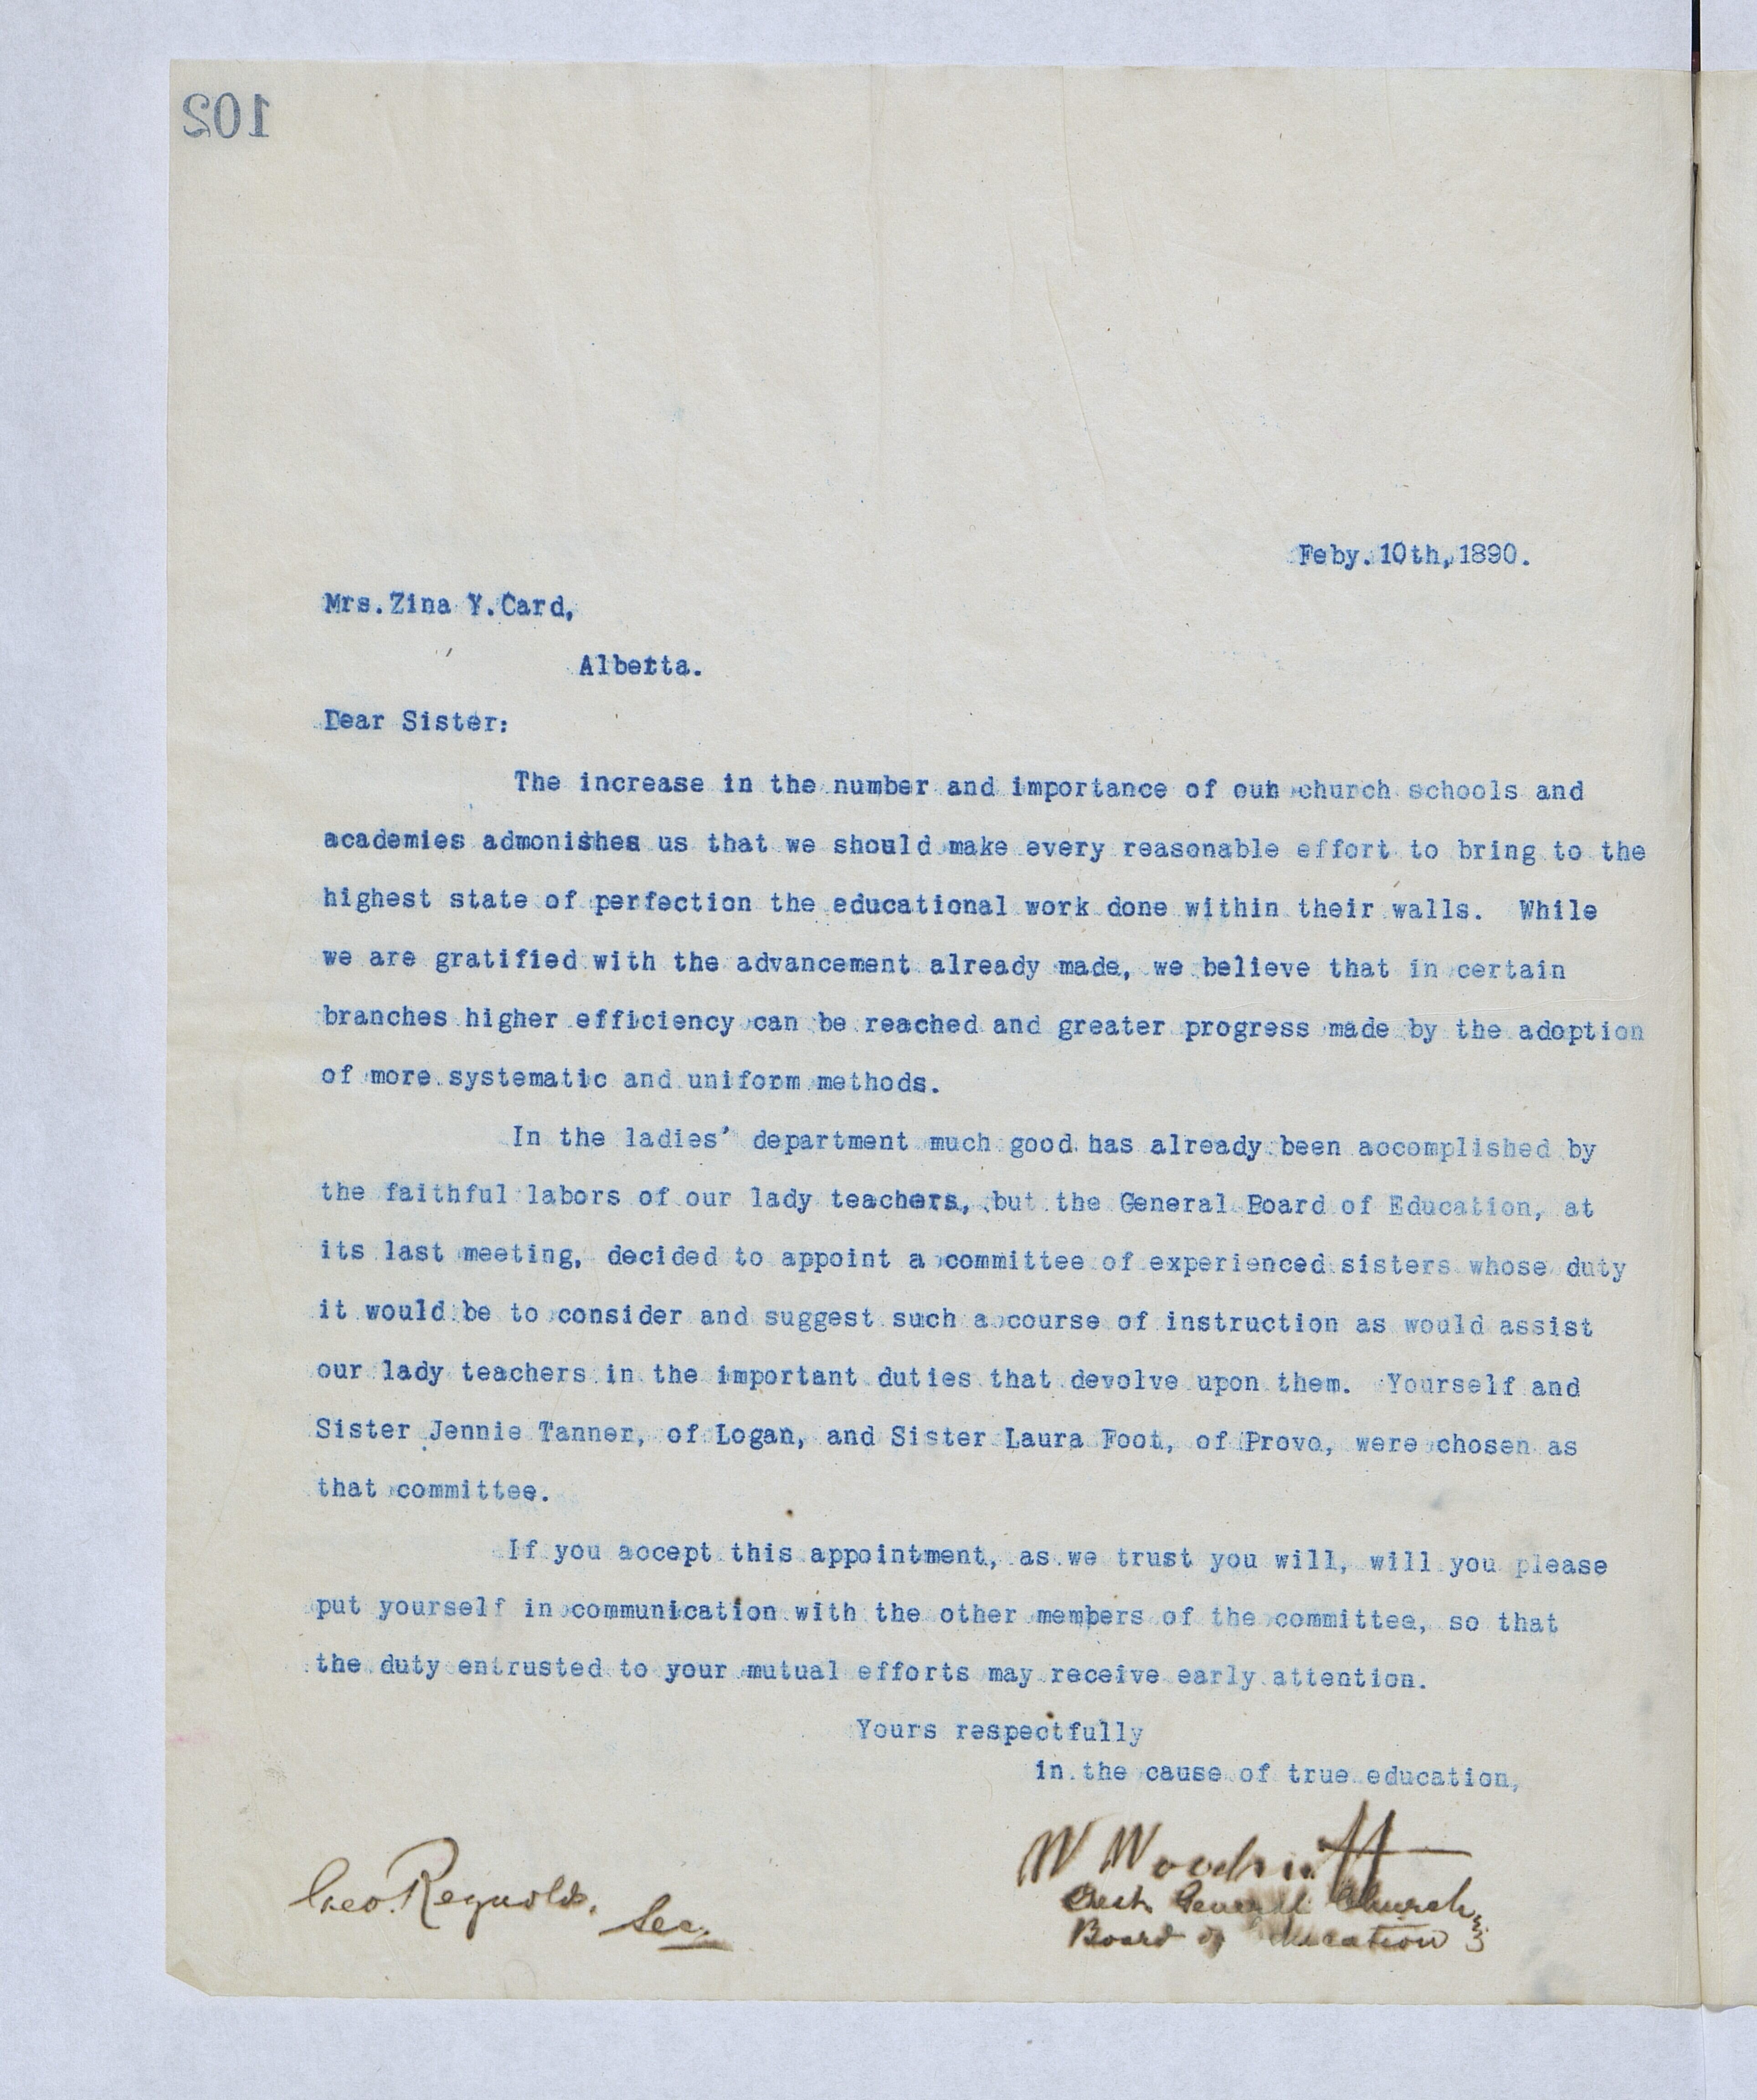 102
Feby. 10th, 1890.
Mrs. Zina Y. Card,
Alberta.
Dear Sister:
The increase in the number and importance of our church schools and
academies admonishes us that we should make every reasonable effort to bring to the
highest state of perfection the educational work done within their walls. While
we are gratified with the advancement already made, we believe that in certain
branches higher efficiency can be reached and greater progress made by the adoption
of more systematic and uniform methods.
In the ladies' department much good has already been accomplished by
the faithful labors of our lady teachers, but the General Board of Education, at
its last meeting, decided to appoint a committee of experienced sisters whose duty
it would be to consider and suggest such a course of instruction as would assist
our lady teachers in the important duties that devolve upon them. Yourself and
Sister Jennie Tanner, of Logan, and Sister Laura Foot, of Provo, were chosen as
that committee.
If you accept this appointment, as we trust you will, will you please
put yourself in communication with the other members of the committee, so that
the duty entrusted to your mutual efforts may receive early attention.
Yours respectfully
in the cause of true education,
W Woodruff
Prest. General Church
Board of Education
Geo. Reynolds,
Sec.